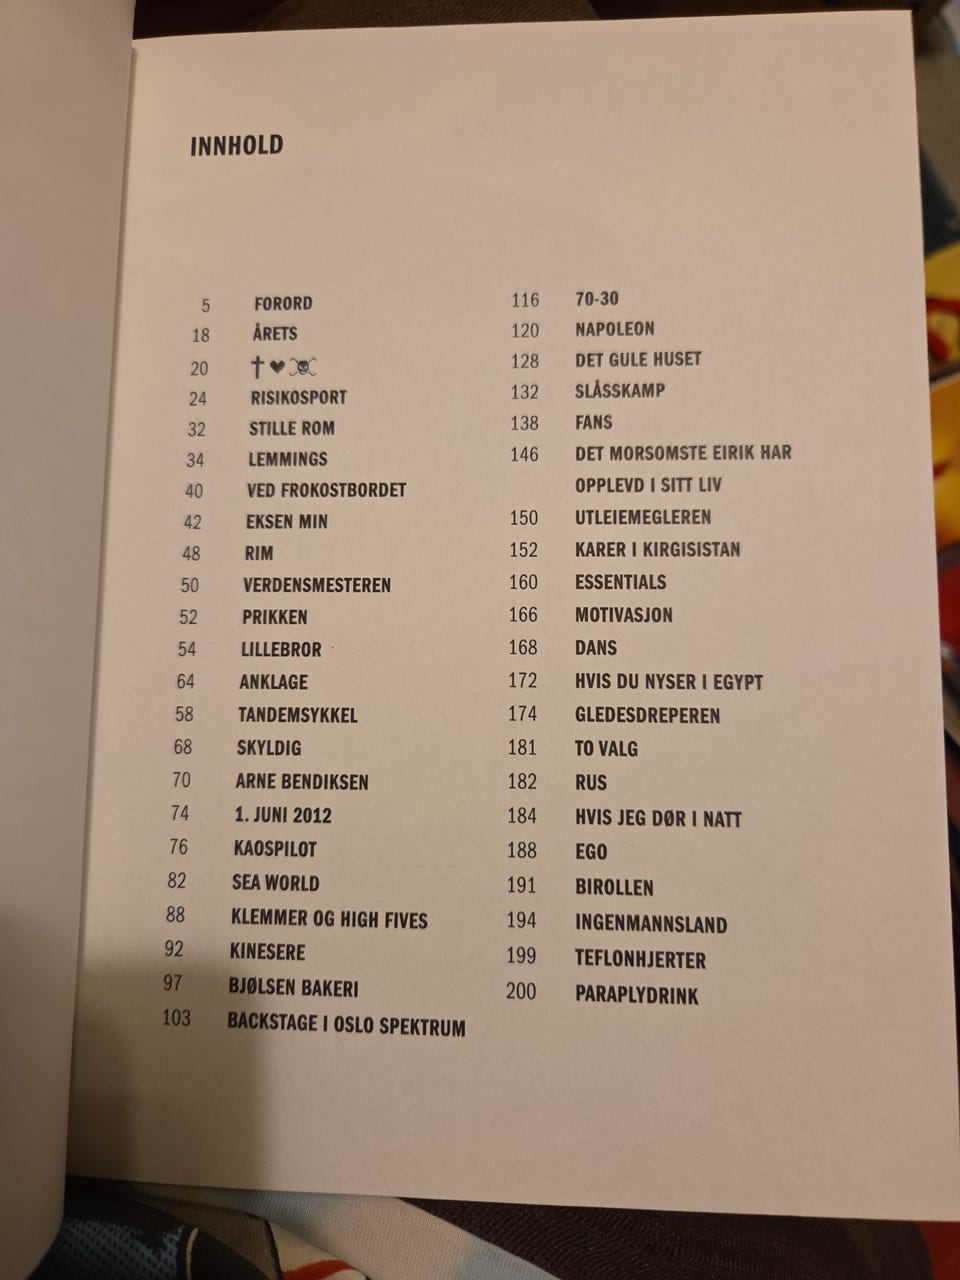 INNHOLD
5 FORORD
18 ÅRETS
20 ✝♥☠
24 RISIKOSPORT
32 STILLE ROM
34 LEMMINGS
40 VED FROKOSTBORDET
42 EKSEN MIN
48 RIM
50 VERDENSMESTEREN
52 PRIKKEN
54 LILLEBROR
64 ANKLAGE
58 TANDEMSYKKEL
68 SKYLDIG
70 ARNE BENDIKSEN
74 1. JUNI 2012
76 KAOSPILOT
82 SEA WORLD
88 KLEMMER OG HIGH FIVES
92 KINESERE
97 BJØLSEN BAKERI
103 BACKSTAGE I OSLO SPEKTRUM
116 70-30
120 NAPOLEON
128 DET GULE HUSET
132 SLÅSSKAMP
138 FANS
146 DET MORSOMSTE EIRIK HAR
OPPLEVD I SITT LIV
150 UTLEIEMEGLEREN
152 KARER I KIRGISISTAN
160 ESSENTIALS
166 MOTIVASJON
168 DANS
172 HVIS DU NYSER I EGYPT
174 GLEDESDREPEREN
181 TO VALG
182 RUS
184 HVIS JEG DØR I NATT
188 EGO
191 BIROLLEN
194 INGENMANNSLAND
199 TEFLONHJERTER
200 PARAPLYDRINK